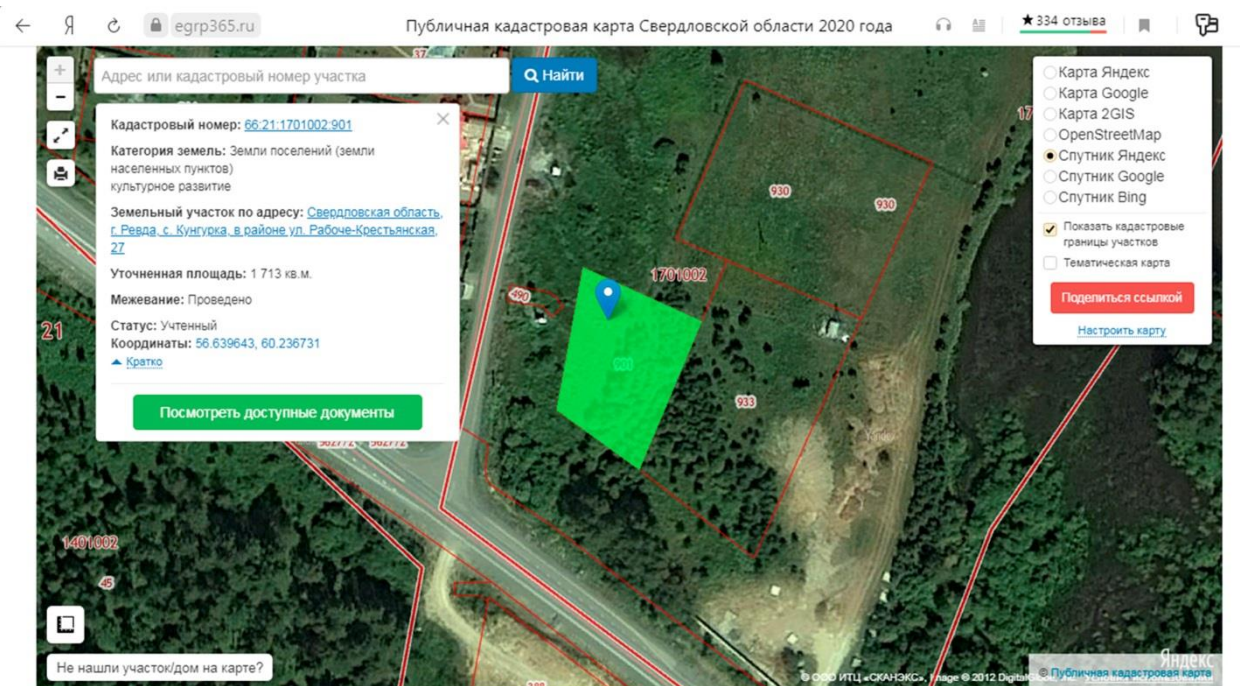 egrp365.ru
Публичная кадастровая карта Свердловской области 2020 года
★ 334 отзыва
Адрес или кадастровый номер участка
Найти
Кадастровый номер: 66:21:1701002:901
Категория земель: Земли поселений (земли
населенных пунктов)
культурное развитие
Земельный участок по адресу: Свердловская область,
г. Ревда, с. Кунгурка, в районе ул. Рабоче-Крестьянская,
27
Уточненная площадь: 1 713 кв.м.
Межевание: Проведено
Статус: Учтенный
Координаты: 56.639643, 60.236731
Кратко
Посмотреть доступные документы
Карта Яндекс
Карта Google
Карта 2GIS
OpenStreetMap
Спутник Яндекс
Спутник Google
Спутник Bing
Показать кадастровые
границы участков
Тематическая карта
Поделиться ссылкой
Настроить карту
37
17
930
930
1701002
490
21
901
933
1401002
45
Не нашли участок/дом на карте?
Яндекс
© ООО ИТЦ «СКАНЭКС»
© Публичная кадастровая карта